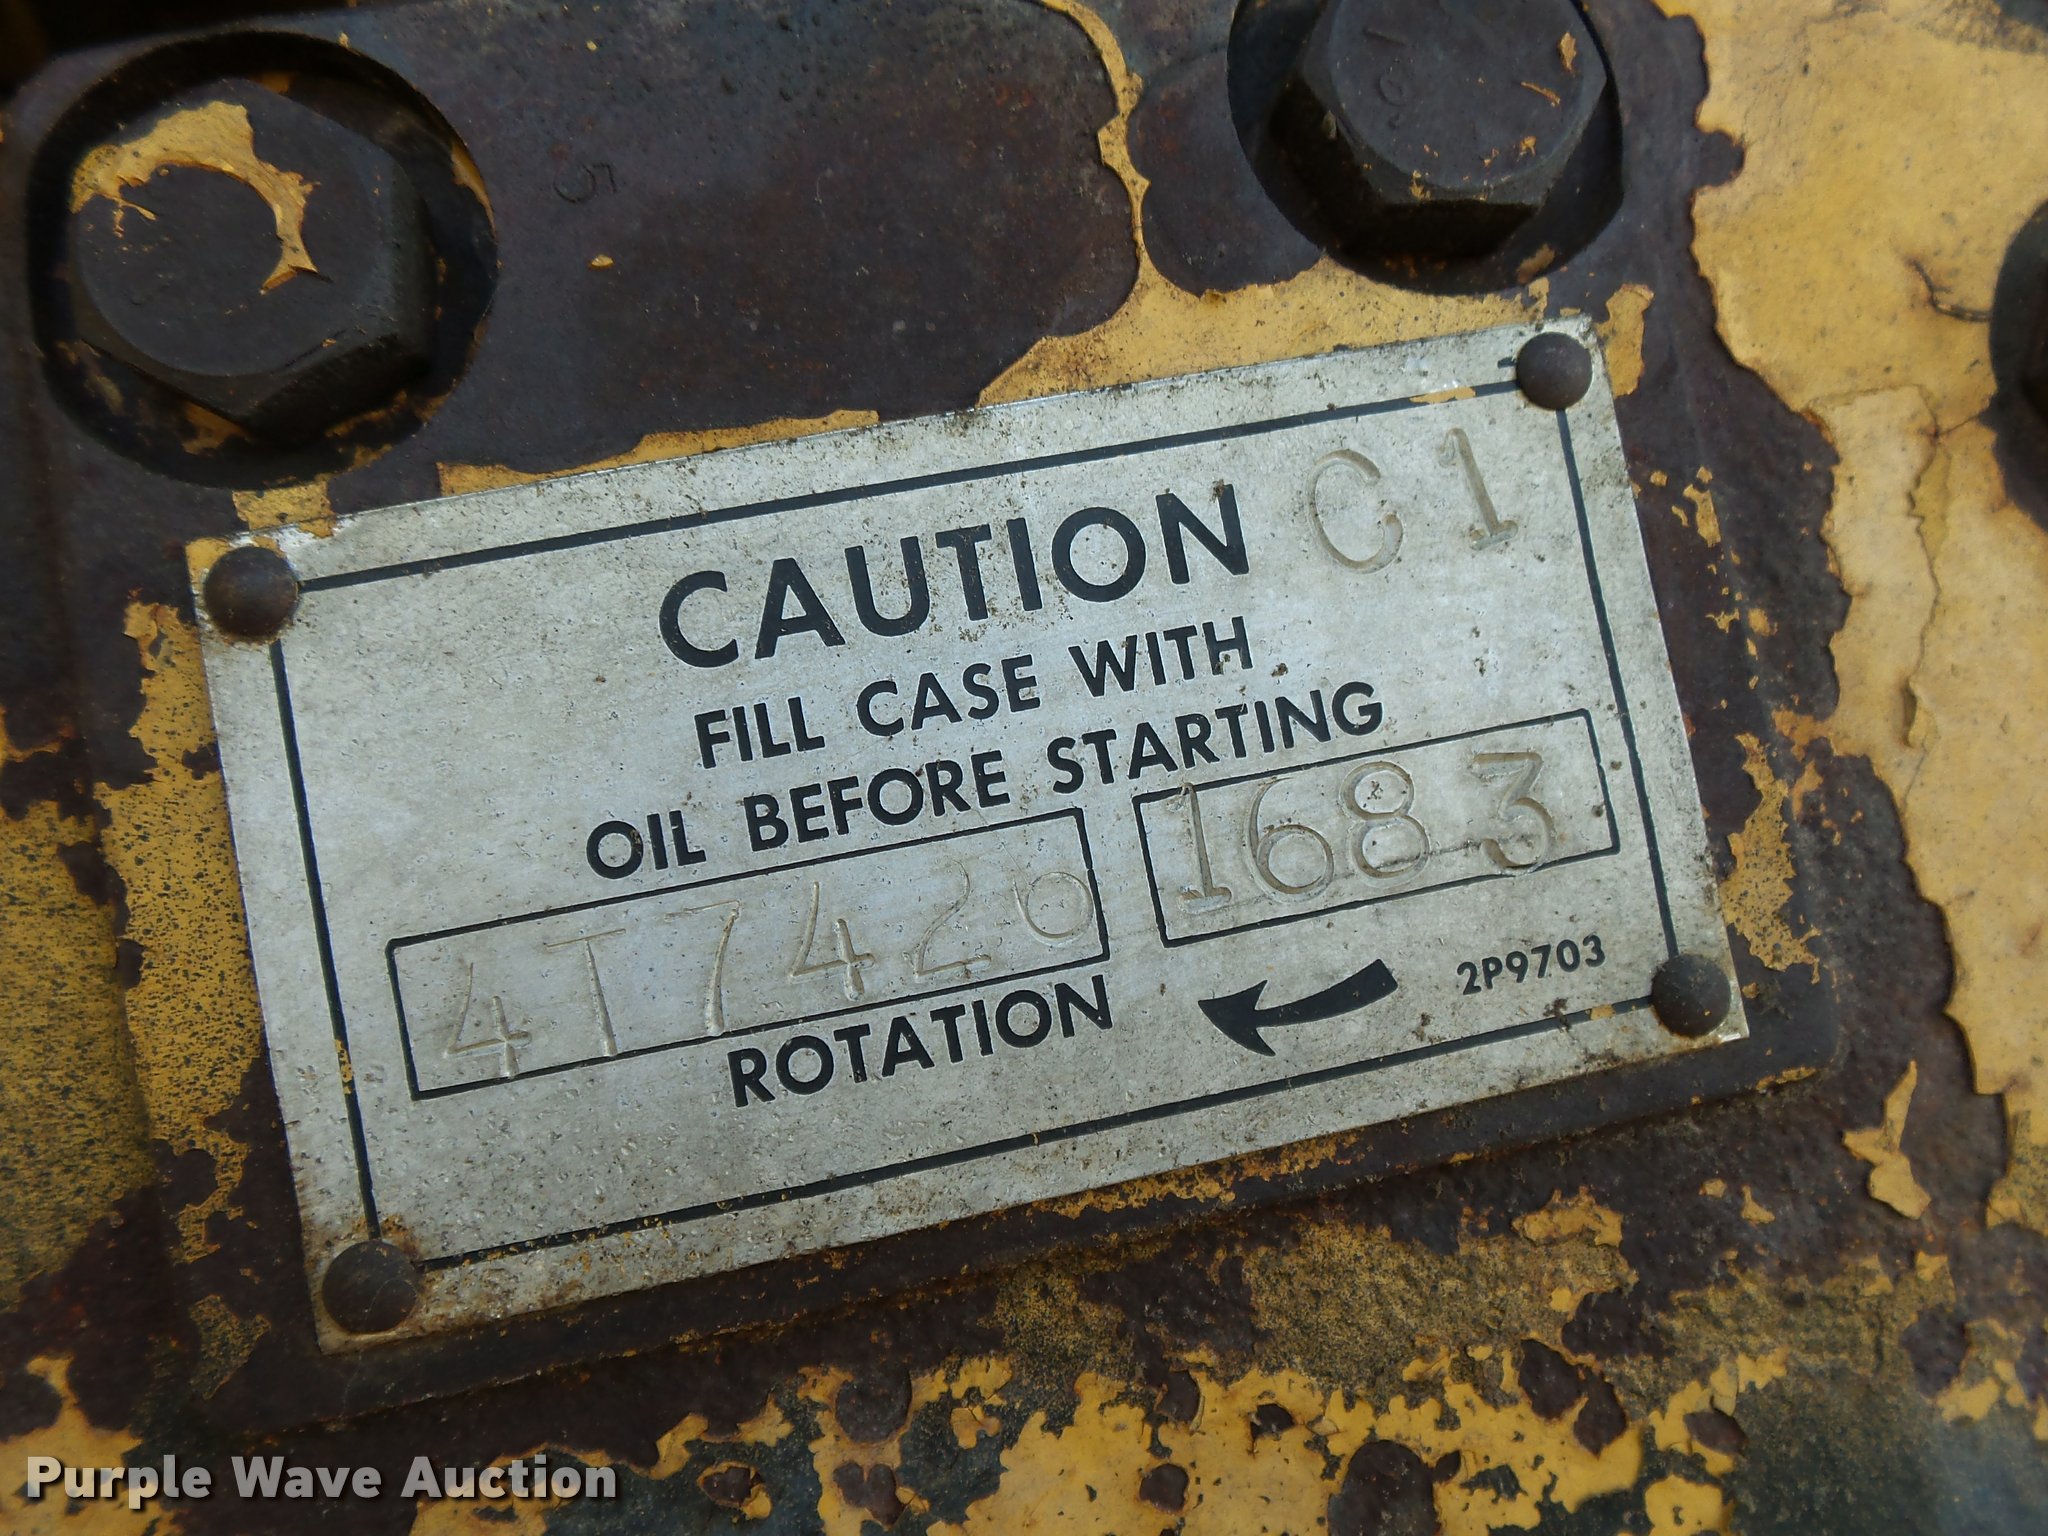 CAUTION C1
FILL CASE WITH
OIL BEFORE STARTING
4T7426 1683
ROTATION 2P9703
Purple Wave Auction